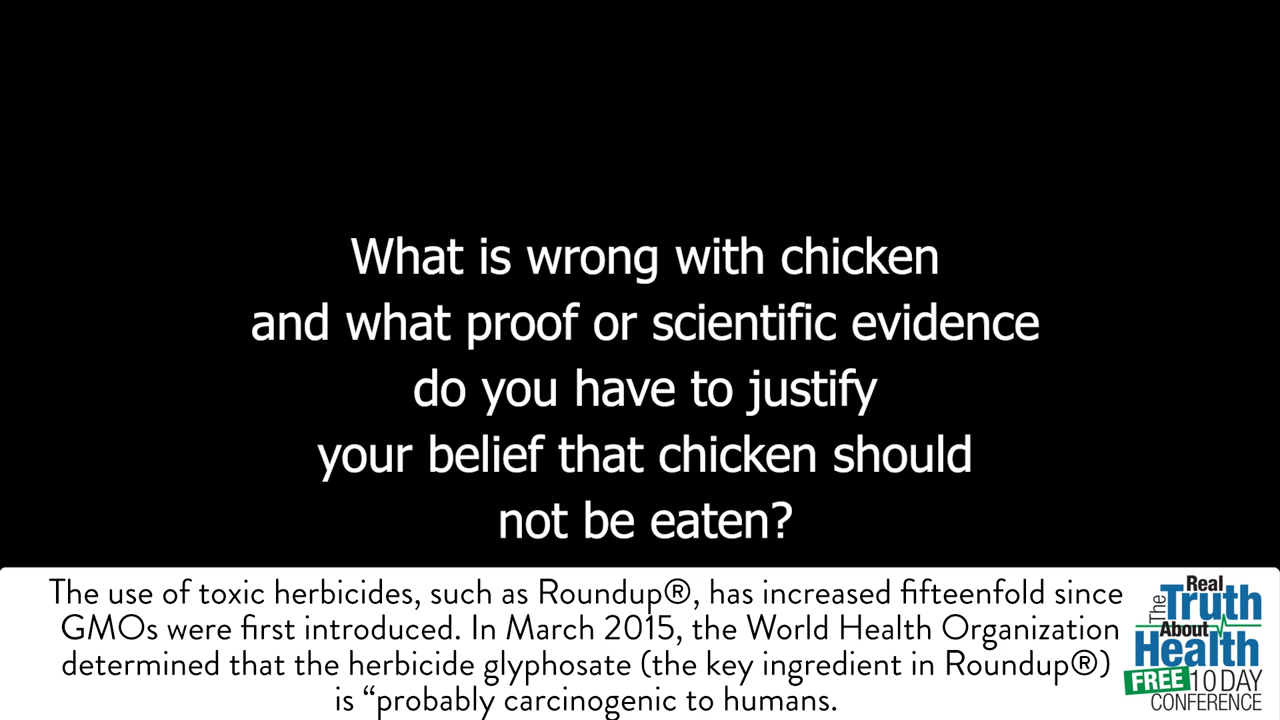 What is wrong with chicken
and what proof or scientific evidence
do you have to justify
your belief that chicken should
not be eaten?
The use of toxic herbicides, such as Roundup®, has increased fifteenfold since
GMOs were first introduced. In March 2015, the World Health Organization
determined that the herbicide glyphosate (the key ingredient in Roundup®)
is “probably carcinogenic to humans.
The Real
Truth
About
Health
FREE 10 DAY
CONFERENCE